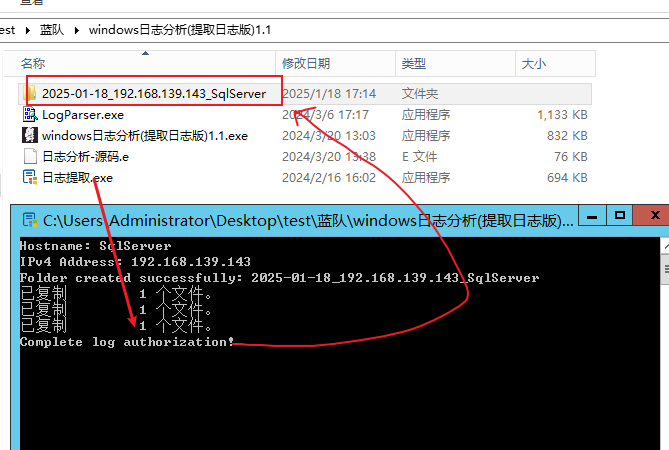 查看
test ▸ 蓝队 ▸ windows日志分析(提取日志版)1.1
名称 修改日期 类型 大小
2025-01-18_192.168.139.143_SqlServer 2025/1/18 17:14 文件夹
LogParser.exe 2024/3/6 17:17 应用程序 1,133 KB
windows日志分析(提取日志版)1.1.exe 2024/3/20 13:03 应用程序 832 KB
日志分析-源码.e 2024/3/20 13:38 E 文件 76 KB
日志提取.exe 2024/2/16 16:02 应用程序 694 KB
C:\Users\Administrator\Desktop\test\蓝队\windows日志分析(提取日志版)...
Hostname: SqlServer
IPv4 Address: 192.168.139.143
Folder created successfully: 2025-01-18_192.168.139.143_SqlServer
已复制 1 个文件。
已复制 1 个文件。
已复制 1 个文件。
Complete log authorization!